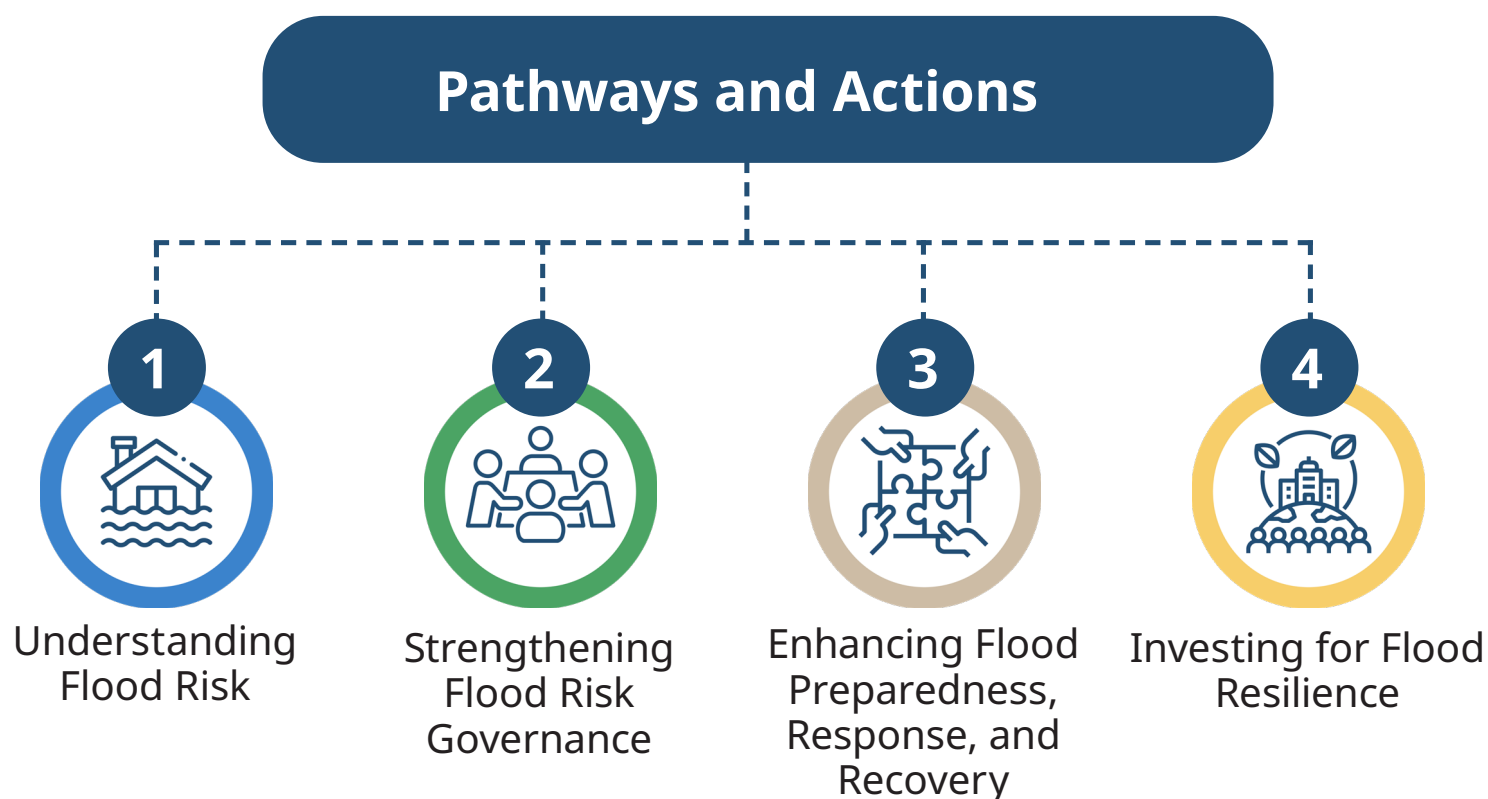 Pathways and Actions
1
2
3
4
Understanding
Flood Risk
Strengthening
Flood Risk
Governance
Enhancing Flood
Preparedness,
Response, and
Recovery
Investing for Flood
Resilience